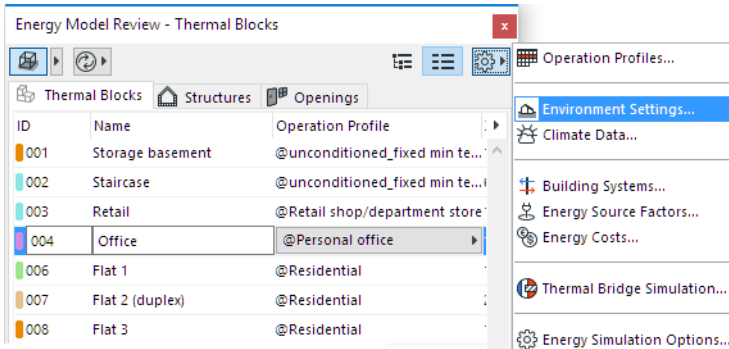 Energy Model Review - Thermal Blocks
x
Thermal Blocks Structures Openings
ID Name Operation Profile
001 Storage basement @unconditioned_fixed min te...
002 Staircase @unconditioned_fixed min te...
003 Retail @Retail shop/department store
004 Office @Personal office
006 Flat 1 @Residential
007 Flat 2 (duplex) @Residential
008 Flat 3 @Residential
Operation Profiles...
Environment Settings...
Climate Data...
Building Systems...
Energy Source Factors...
Energy Costs...
Thermal Bridge Simulation...
Energy Simulation Options...